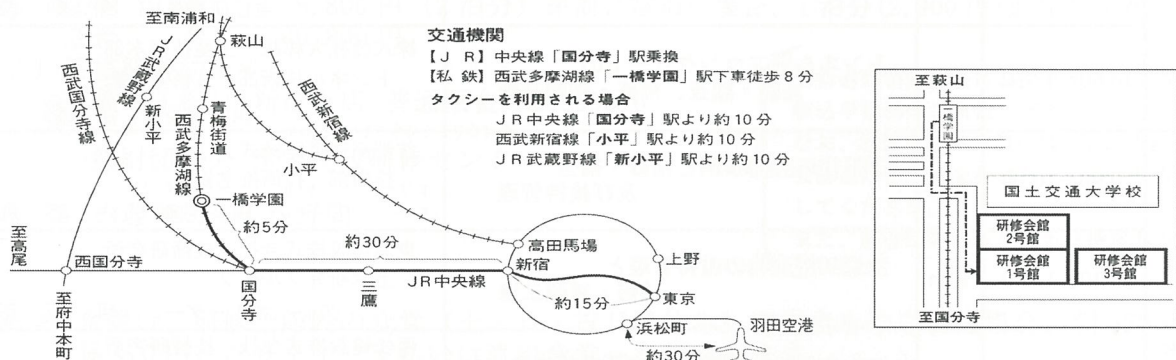 至南浦和
JR武蔵野線
西武国分寺線
新小平
萩山
青梅街道
西武多摩湖線
西武新宿線
小平
一橋学園
約5分
約30分
至高尾
西国分寺
至府中本町
国分寺
三鷹
JR中央線
高田馬場
新宿
上野
約15分
東京
浜松町
羽田空港
約30分
交通機関
【JR】中央線「国分寺」駅乗換
【私鉄】西武多摩湖線「一橋学園」駅下車徒歩8分
タクシーを利用される場合
JR中央線「国分寺」駅より約10分
西武新宿線「小平」駅より約10分
JR武蔵野線「新小平」駅より約10分
至萩山
一橋学園
国土交通大学校
研修会館
2号館
研修会館
1号館
研修会館
3号館
至国分寺